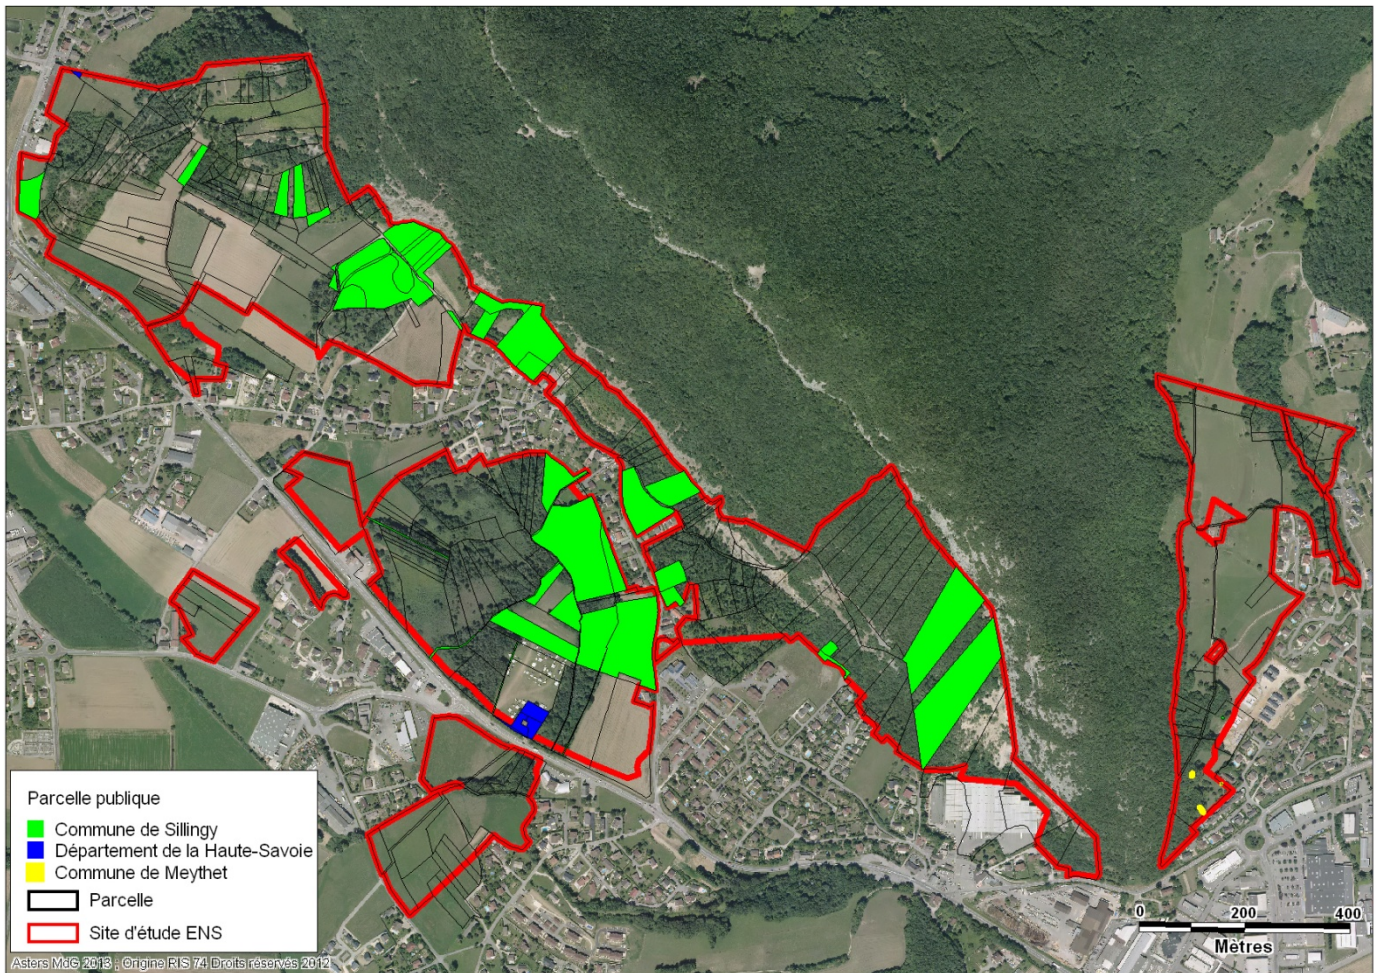 Parcelle publique
Commune de Sillingy
Département de la Haute-Savoie
Commune de Meythet
Parcelle
Site d'étude ENS
0 200 400
Mètres
Asters MdG 2013 ; Origine RIS 74 Droits réservés 2012